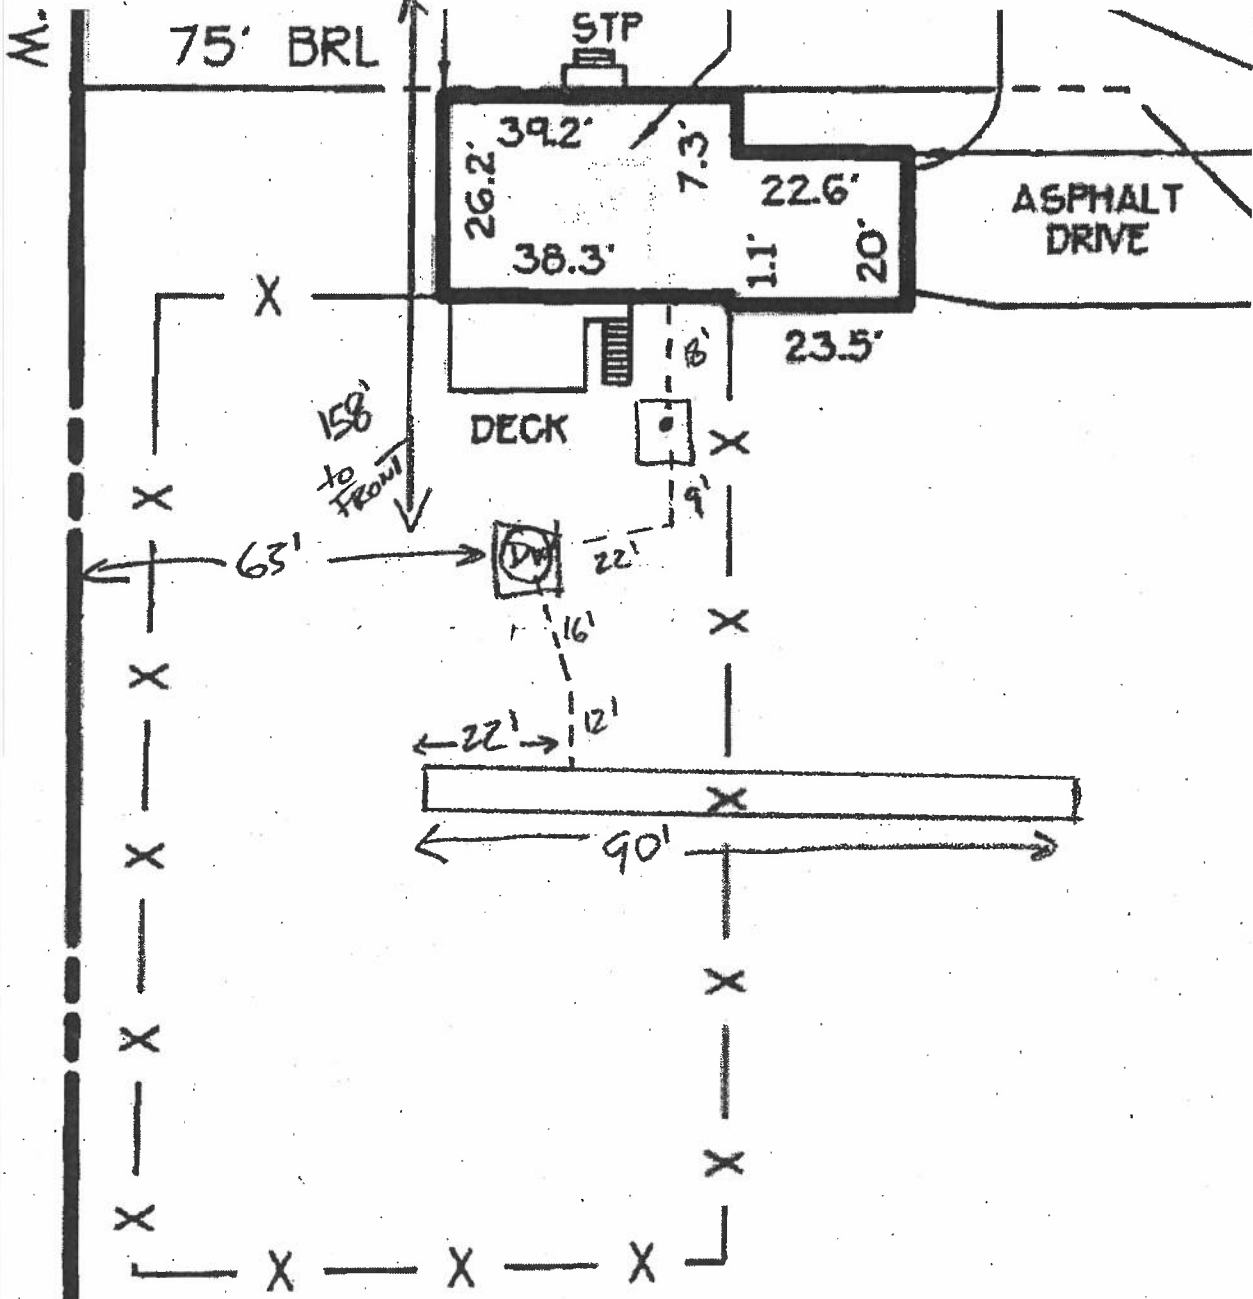 M.
75' BRL
STP
39.2'
7.3'
26.2'
22.6'
ASPHALT
DRIVE
38.3'
1.1'
20'
X
8'
23.5'
158'
to
FRONT
DECK
X
X
9'
63'
DW
22'
16'
X
X
22'
12'
X
90'
X
X
X
X
X
X
X
X